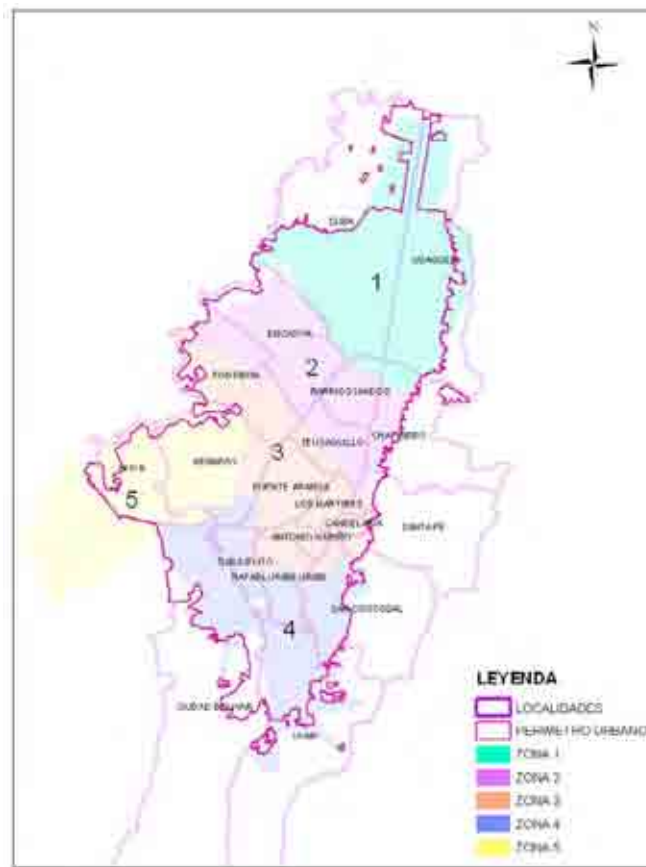 N
SUBA
USAQUEN
1
ENGATIVA
2
FONTIBON
BARRIOS UNIDOS
TEUSAQUILLO
CHAPINERO
3
BOSA
KENNEDY
5
PUENTE ARANDA
LOS MARTIRES
CANDELARIA
SANTA FE
ANTONIO NARIÑO
TUNJUELITO
RAFAEL URIBE URIBE
SAN CRISTOBAL
4
CIUDAD BOLIVAR
USME
LEYENDA
LOCALIDADES
PERIMETRO URBANO
ZONA 1
ZONA 2
ZONA 3
ZONA 4
ZONA 5